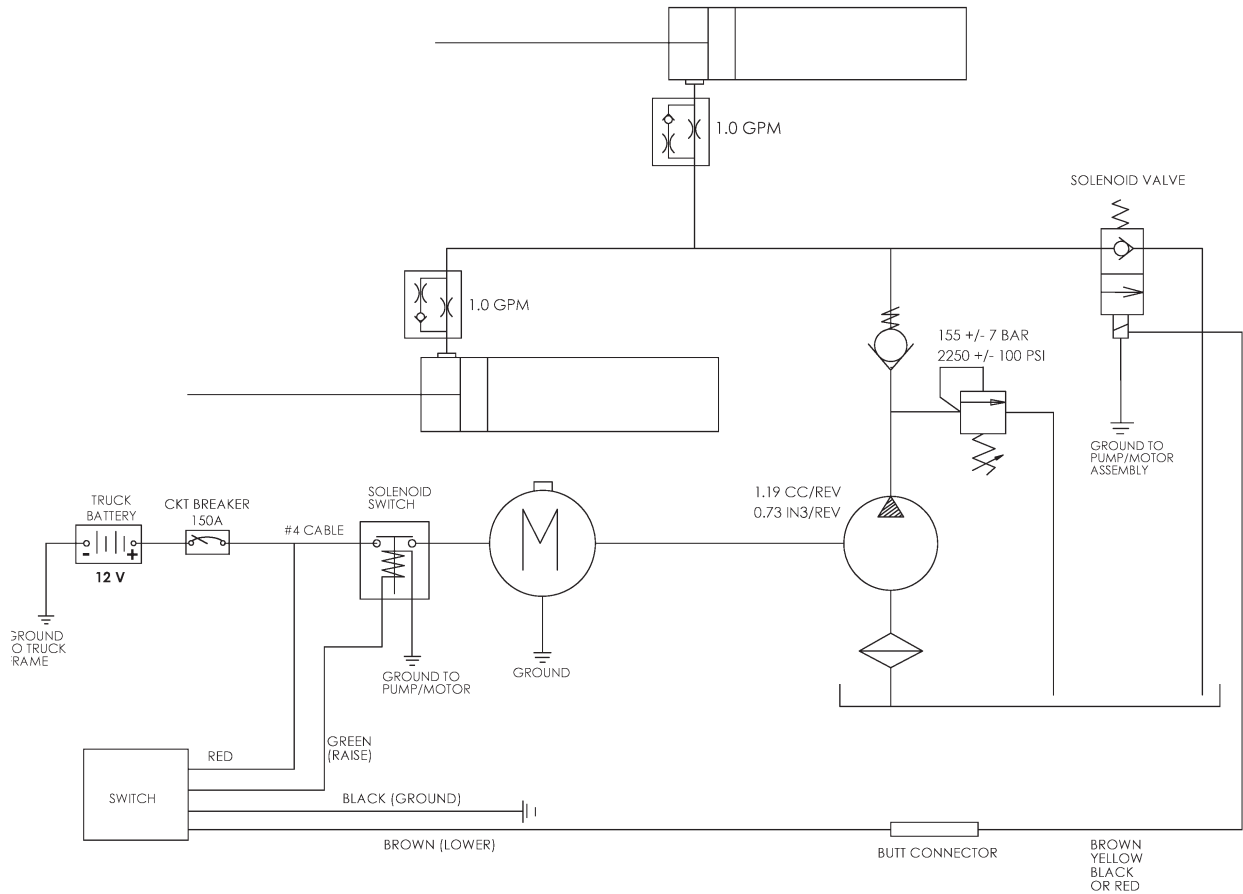 1.0 GPM
SOLENOID VALVE
1.0 GPM
155 +/- 7 BAR
2250 +/- 100 PSI
GROUND TO
PUMP/MOTOR
ASSEMBLY
1.19 CC/REV
0.73 IN3/REV
TRUCK
BATTERY
- +
12 V
CKT BREAKER
150A
#4 CABLE
SOLENOID
SWITCH
M
GROUND
O TRUCK
RAME
GROUND TO
PUMP/MOTOR
GROUND
SWITCH
RED
GREEN
(RAISE)
BLACK (GROUND)
BROWN (LOWER)
BUTT CONNECTOR
BROWN
YELLOW
BLACK
OR RED